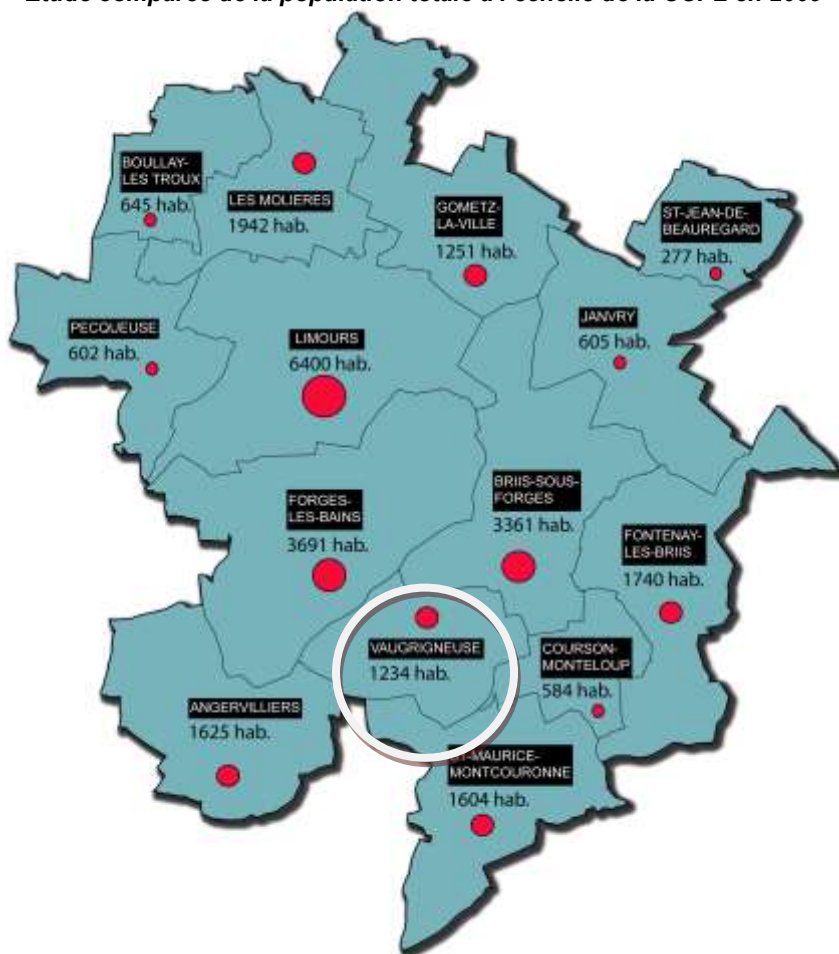 Etude comparée de la population totale à l'échelle de la en
BOULLAY-
LES TROUX
645 hab.
LES MOLIERES
1942 hab.
GOMETZ-
LA-VILLE
1251 hab.
ST-JEAN-DE-
BEAUREGARD
277 hab.
PECQUEUSE
602 hab.
LIMOURS
6400 hab.
JANVRY
605 hab.
FORGES-
LES-BAINS
3691 hab.
BRIIS-SOUS-
FORGES
3361 hab.
FONTENAY-
LES-BRIIS
1740 hab.
VAUGRIGNEUSE
1234 hab.
COURSON-
MONTELOUP
584 hab.
ANGERVILLIERS
1625 hab.
ST-MAURICE-
MONTCOURONNE
1604 hab.